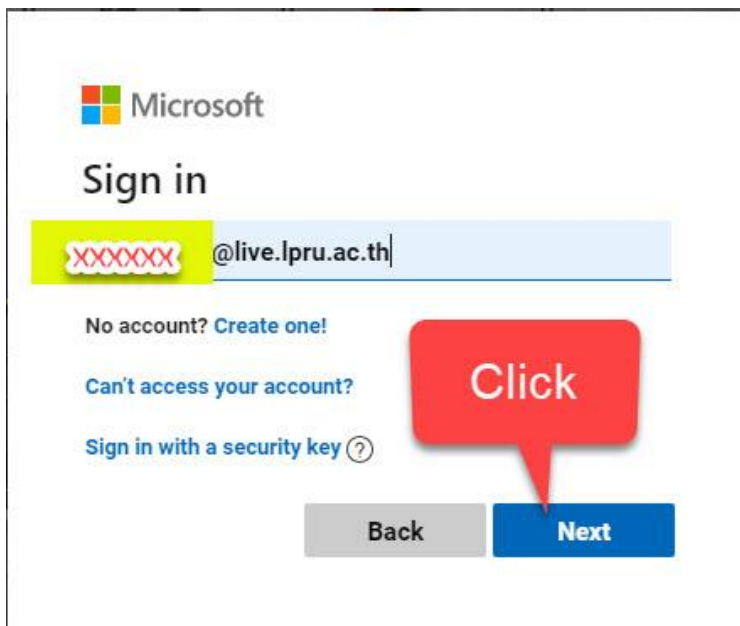 Microsoft
Sign in
xxxxxx @live.lpru.ac.th
No account? Create one!
Can't access your account?
Click
Sign in with a security key ?
Back
Next